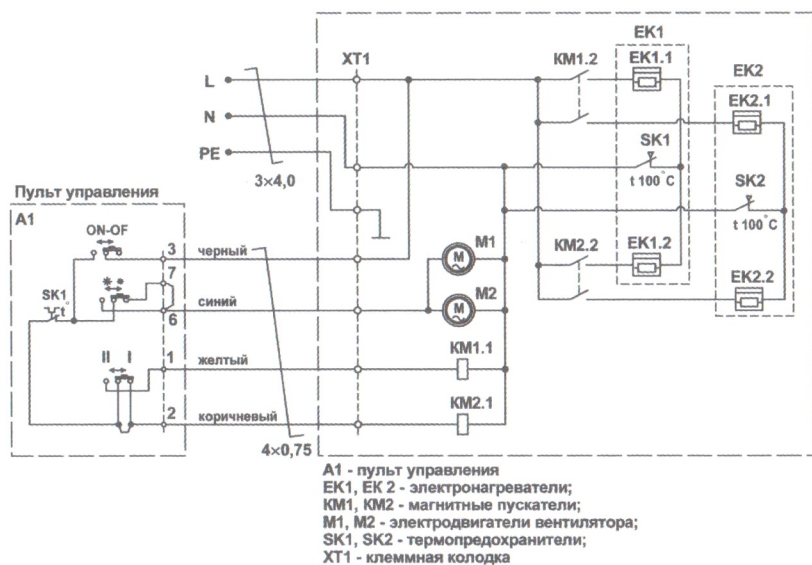 EK1
XT1
KM1.2
EK1.1
EK2
L
EK2.1
N
SK1
PE
t 100°C
3×4,0
SK2
Пульт управления
t 100°C
A1
ON-OF
M1
KM2.2
EK1.2
3
черный
M
7
SK1
t°
M2
EK2.2
синий
M
6
KM1.1
II I
1
желтый
KM2.1
2
коричневый
4×0,75
A1 - пульт управления
EK1, EK 2 - электронагреватели;
KM1, KM2 - магнитные пускатели;
M1, M2 - электродвигатели вентилятора;
SK1, SK2 - термопредохранители;
XT1 - клеммная колодка